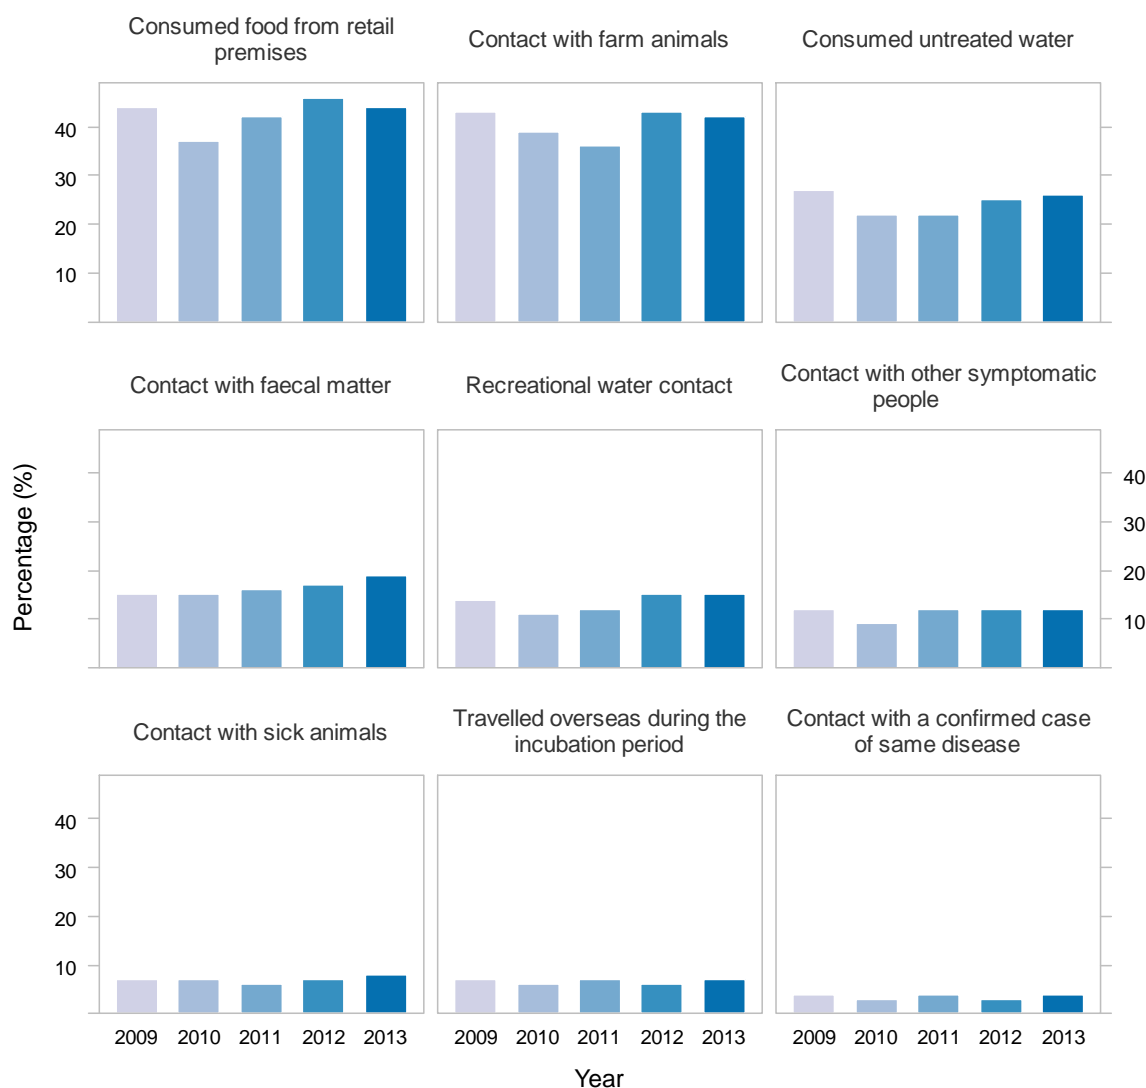 Consumed food from retail
premises
Contact with farm animals
Consumed untreated water
40
30
20
10
Contact with faecal matter
Recreational water contact
Contact with other symptomatic
people
Percentage (%)
40
30
20
10
Contact with sick animals
Travelled overseas during the
incubation period
Contact with a confirmed case
of same disease
40
30
20
10
2009 2010 2011 2012 2013
2009 2010 2011 2012 2013
2009 2010 2011 2012 2013
Year